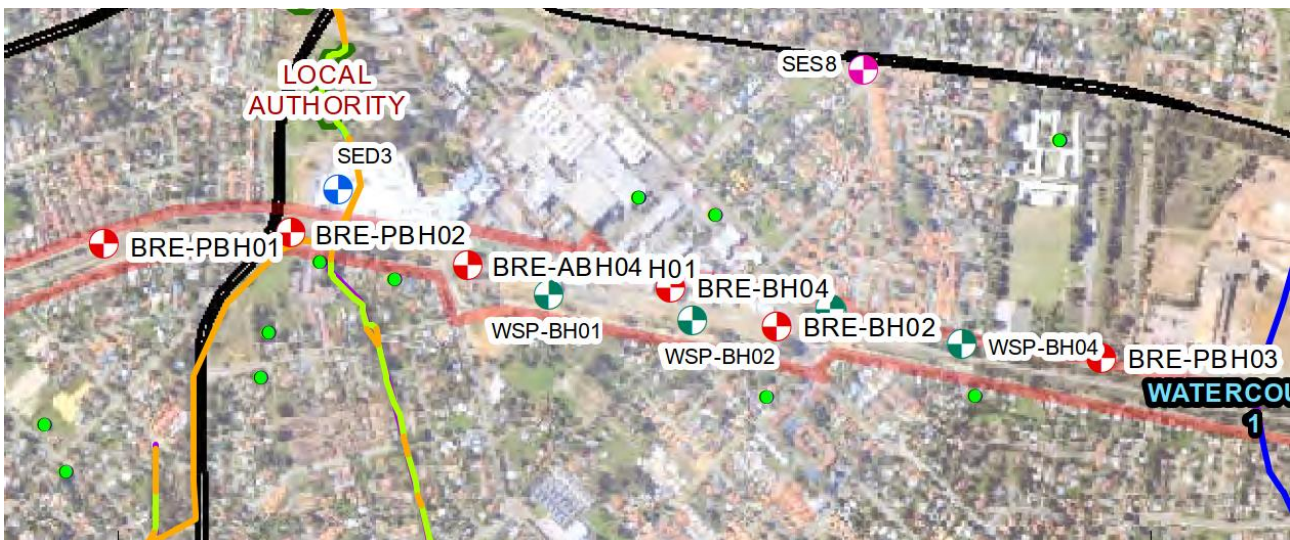 SES8
LOCAL
AUTHORITY
SED3
BRE-PBH01
BRE-PBH02
BRE-ABH04
H01
BRE-BH04
WSP-BH01
WSP-BH02
BRE-BH02
WSP-BH04
BRE-PBH03
WATERCOU
1